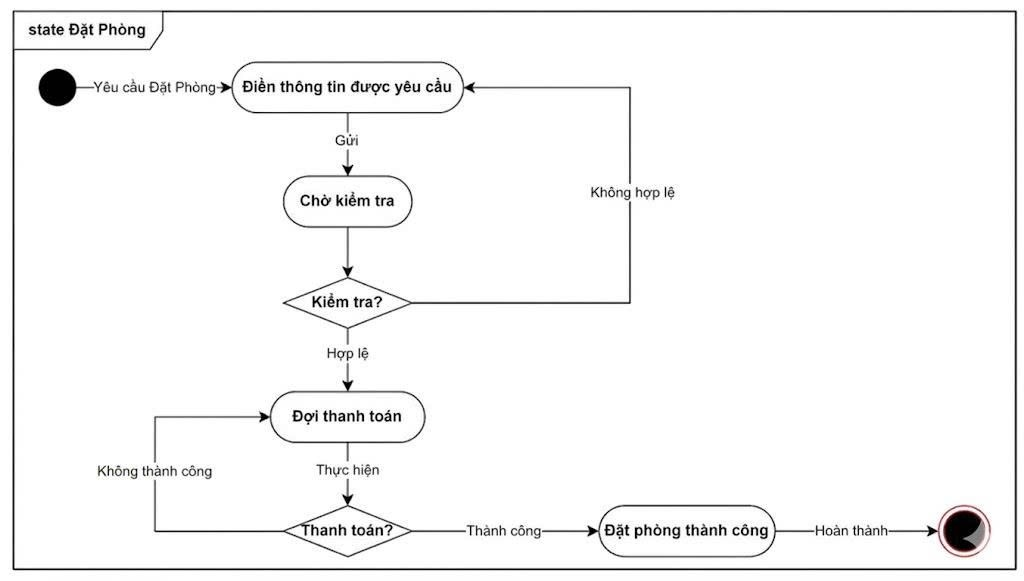 state Đặt Phòng
Yêu cầu Đặt Phòng
Điền thông tin được yêu cầu
Gửi
Chờ kiểm tra
Không hợp lệ
Kiểm tra?
Hợp lệ
Đợi thanh toán
Không thành công
Thực hiện
Thanh toán?
Thành công
Đặt phòng thành công
Hoàn thành